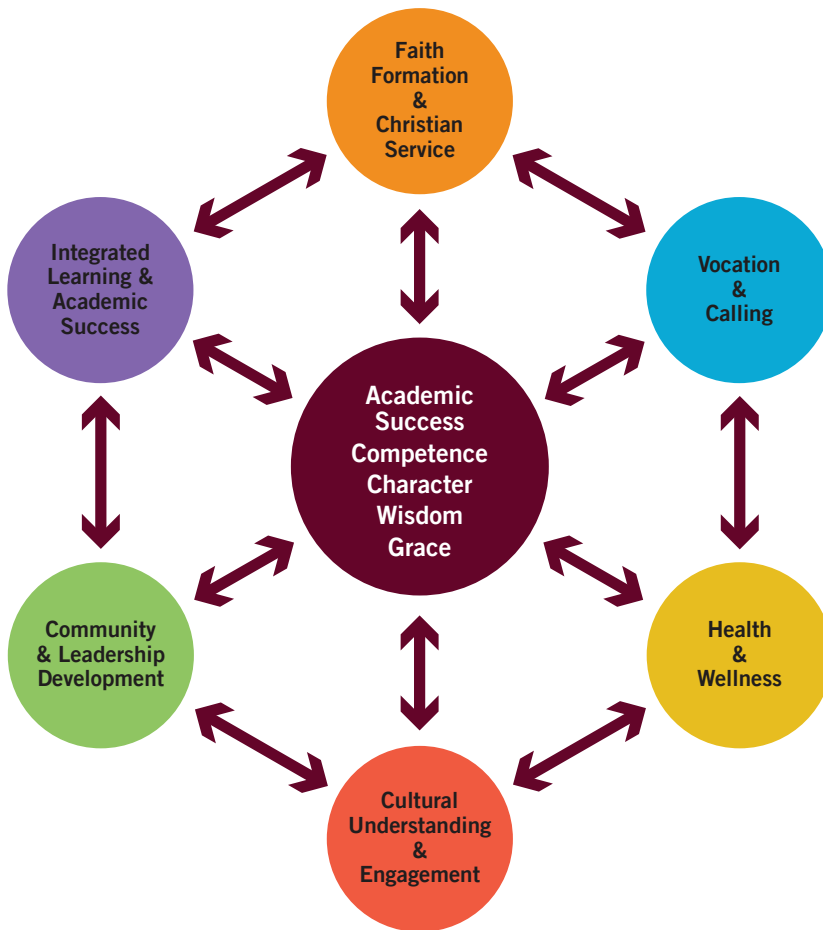 Faith
Formation
&
Christian
Service
Integrated
Learning &
Academic
Success
Vocation
&
Calling
Academic
Success
Competence
Character
Wisdom
Grace
Community
& Leadership
Development
Health
&
Wellness
Cultural
Understanding
&
Engagement